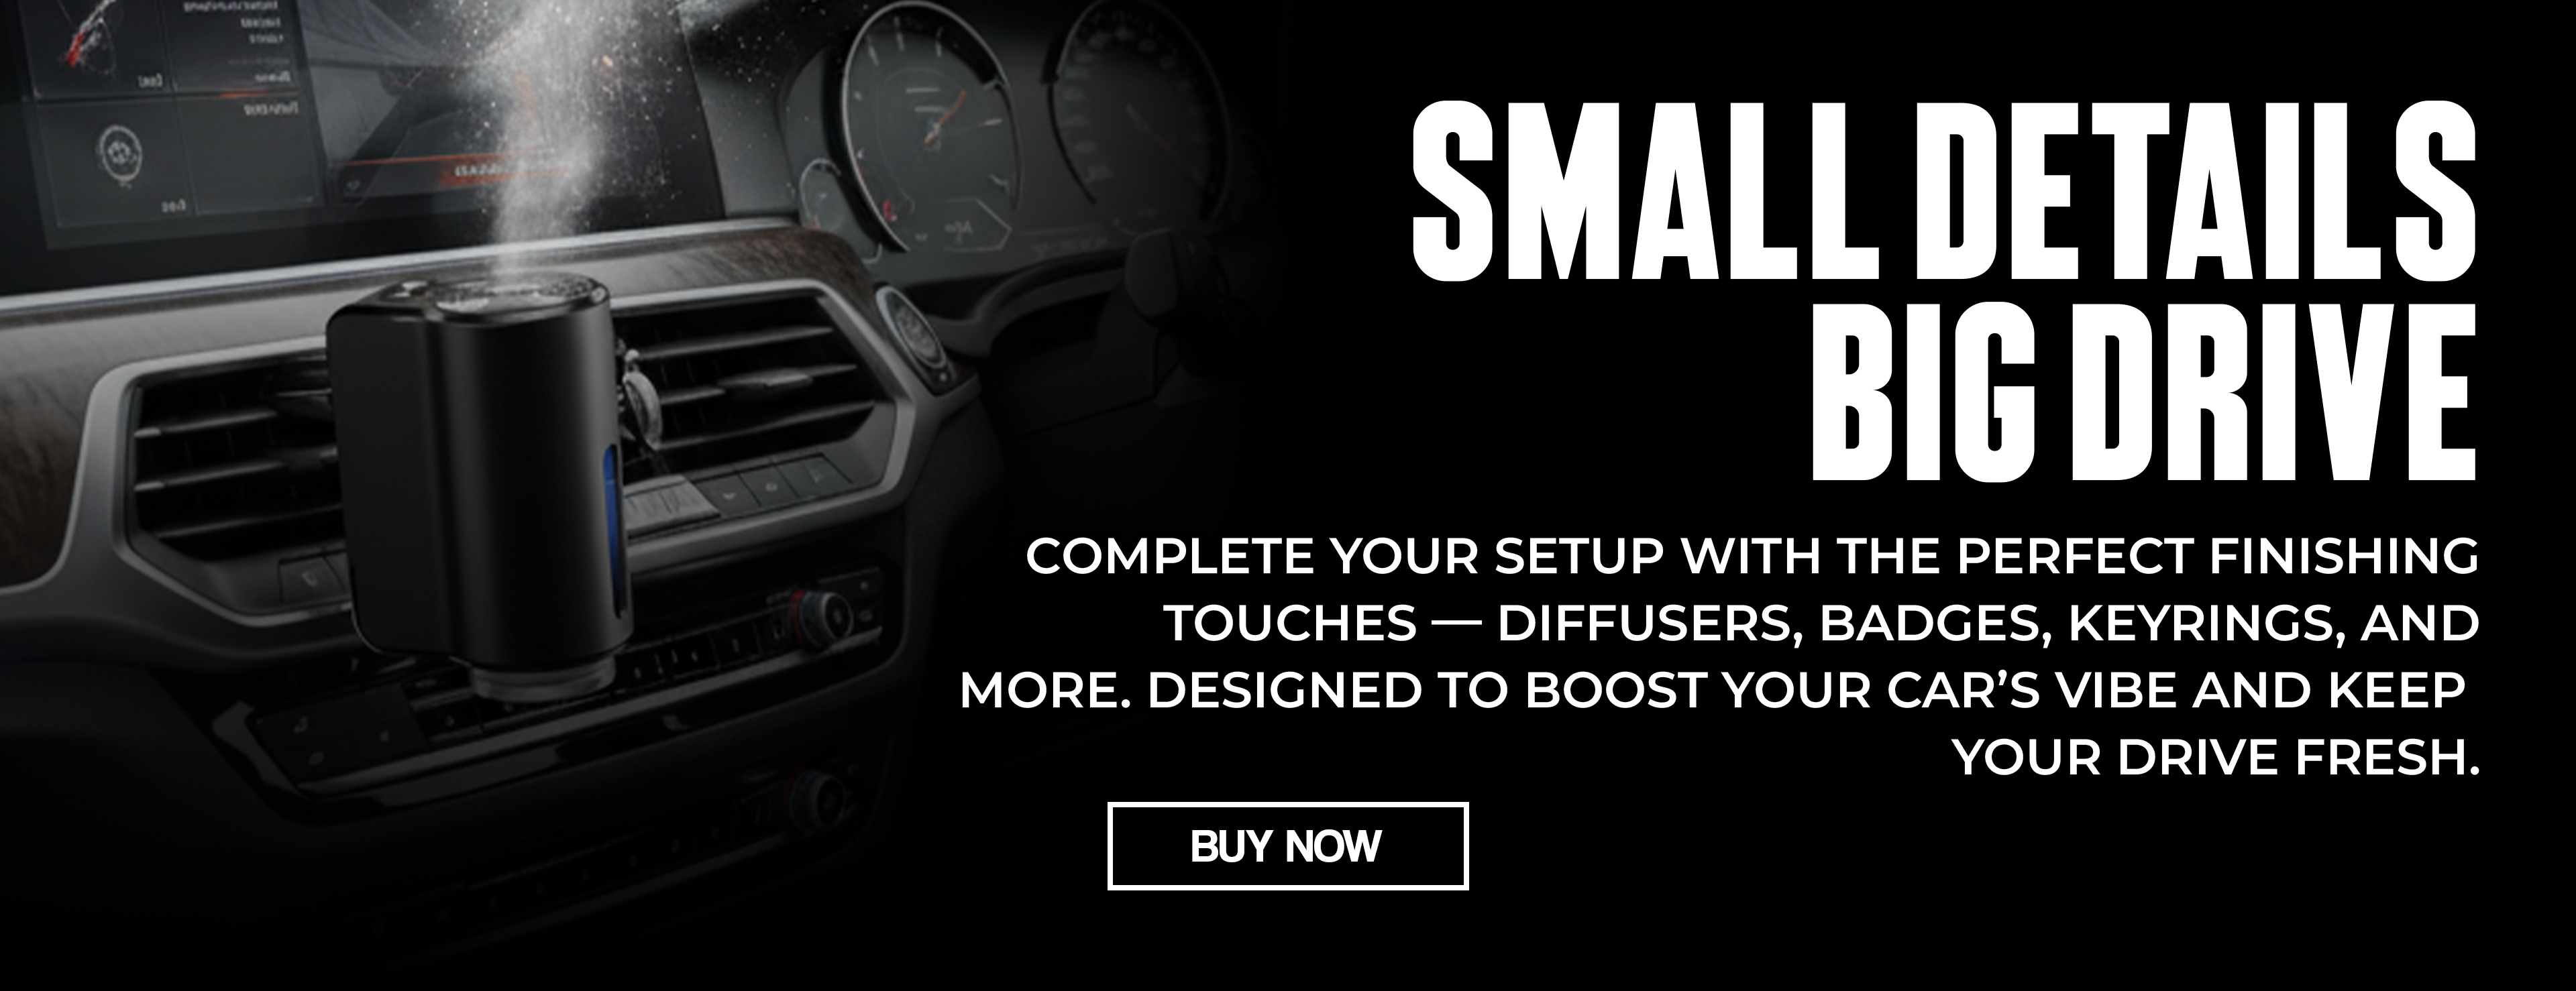 SMALL DETAILS
BIG DRIVE
COMPLETE YOUR SETUP WITH THE PERFECT FINISHING
TOUCHES — DIFFUSERS, BADGES, KEYRINGS, AND
MORE. DESIGNED TO BOOST YOUR CAR’S VIBE AND KEEP
YOUR DRIVE FRESH.
BUY NOW